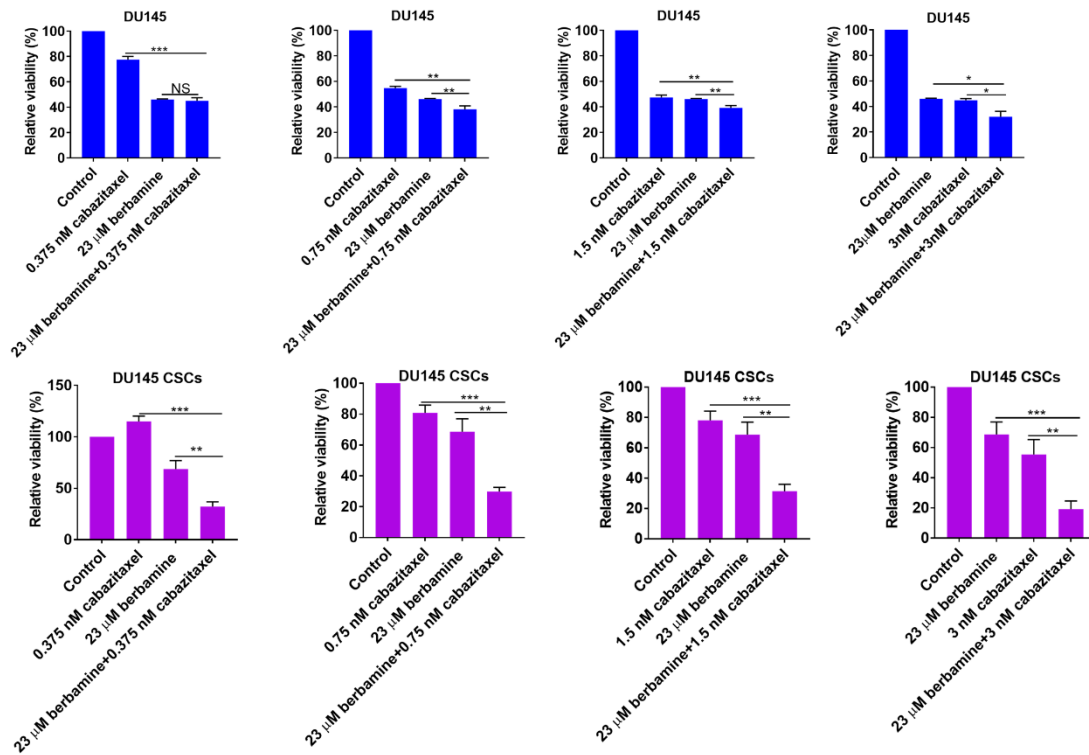 DU145
Relative viability (%)
100
80
60
40
20
0
***
NS
Control
0.375 nM cabazitaxel
23 μM berbamine
23 μM berbamine+0.375 nM cabazitaxel
DU145
Relative viability (%)
100
80
60
40
20
0
**
**
Control
0.75 nM cabazitaxel
23 μM berbamine
23 μM berbamine+0.75 nM cabazitaxel
DU145
Relative viability (%)
100
80
60
40
20
0
**
**
Control
1.5 nM cabazitaxel
23 μM berbamine
23 μM berbamine+1.5 nM cabazitaxel
DU145
Relative viability (%)
100
80
60
40
20
0
*
*
Control
23μM berbamine
3nM cabazitaxel
23 μM berbamine+3nM cabazitaxel
DU145 CSCs
Relative viability (%)
150
100
50
0
***
**
Control
0.375 nM cabazitaxel
23 μM berbamine
23 μM berbamine+0.375 nM cabazitaxel
DU145 CSCs
Relative viability (%)
100
80
60
40
20
0
***
**
Control
0.75 nM cabazitaxel
23 μM berbamine
23 μM berbamine+0.75 nM cabazitaxel
DU145 CSCs
Relative viability (%)
100
80
60
40
20
0
***
**
Control
1.5 nM cabazitaxel
23 μM berbamine
23 μM berbamine+1.5 nM cabazitaxel
DU145 CSCs
Relative viability (%)
100
80
60
40
20
0
***
**
Control
23 μM berbamine
3 nM cabazitaxel
23 μM berbamine+3 nM cabazitaxel